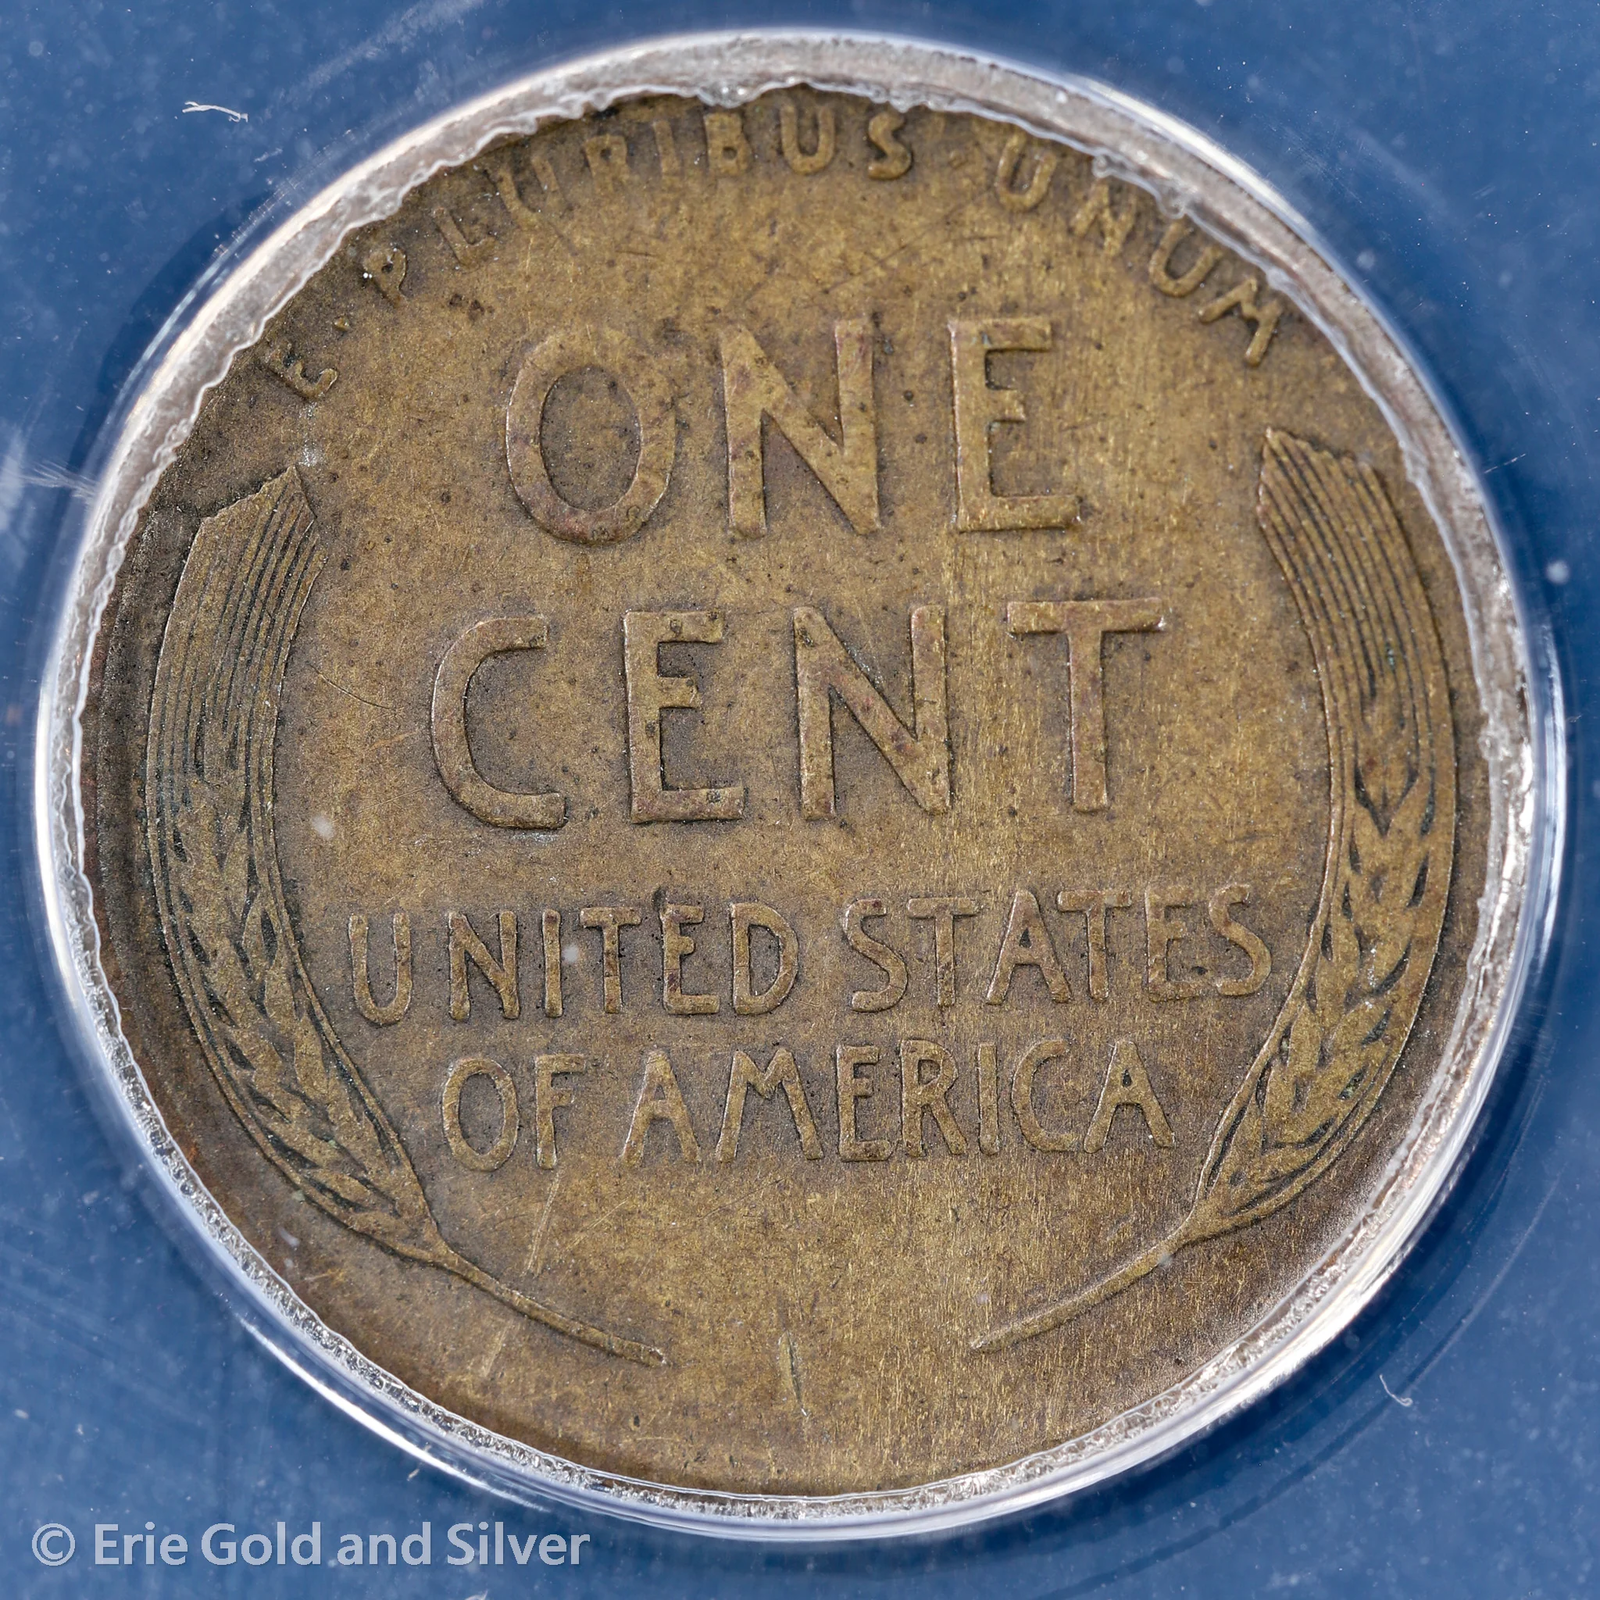 E · PLURIBUS · UNUM
ONE
CENT
UNITED STATES
OF AMERICA
© Erie Gold and Silver